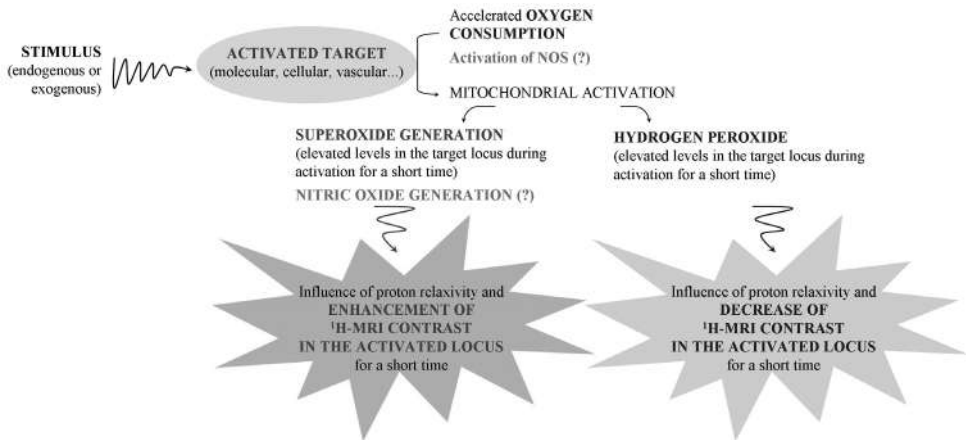 STIMULUS
(endogenous or
exogenous)
ACTIVATED TARGET
(molecular, cellular, vascular...)
Accelerated OXYGEN
CONSUMPTION
Activation of NOS (?)
MITOCHONDRIAL ACTIVATION
SUPEROXIDE GENERATION
(elevated levels in the target locus during
activation for a short time)
NITRIC OXIDE GENERATION (?)
HYDROGEN PEROXIDE
(elevated levels in the target locus during
activation for a short time)
Influence of proton relaxivity and
ENHANCEMENT OF
¹H-MRI CONTRAST
IN THE ACTIVATED LOCUS
for a short time
Influence of proton relaxivity and
DECREASE OF
¹H-MRI CONTRAST
IN THE ACTIVATED LOCUS
for a short time